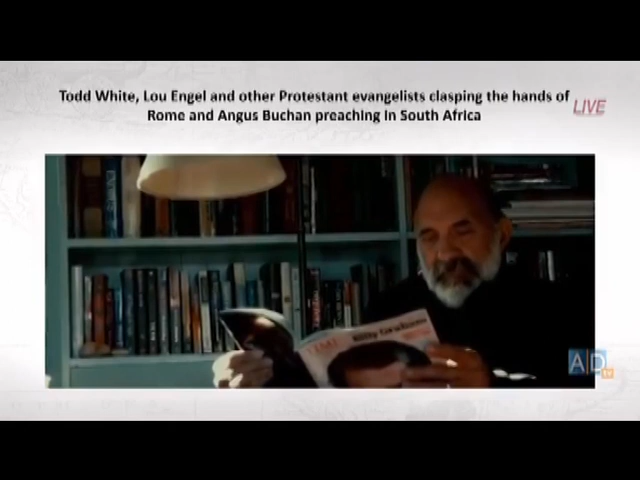 Todd White, Lou Engel and other Protestant evangelists clasping the hands of
Rome and Angus Buchan preaching in South Africa
LIVE
TIME
Billy Graham
AD
tv